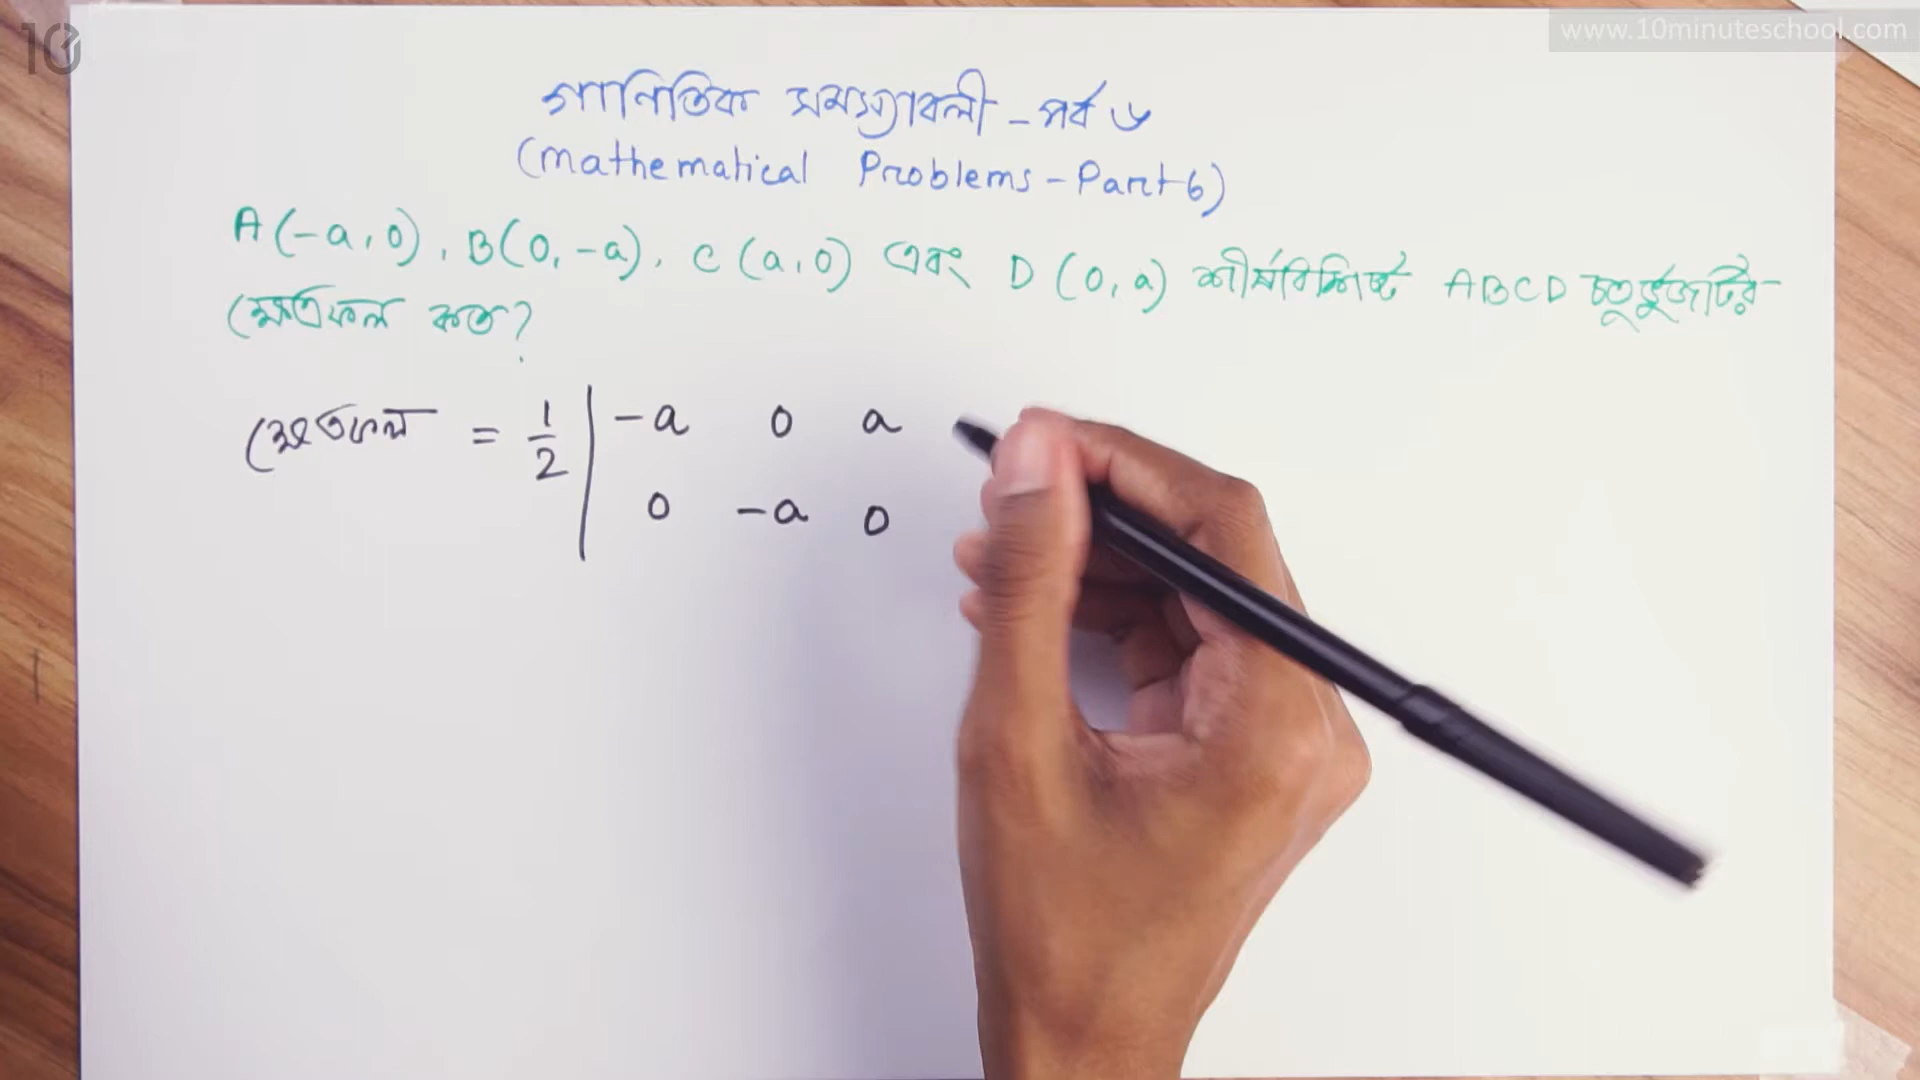 10
www.10minuteschool.com
গাণিতিক সমস্যাবলী - পর্ব ৬
(Mathematical Problems - Part 6)
A(-a, 0), B(0, -a), C(a, 0) এবং D(0, a) শীর্ষবিশিষ্ট ABCD চতুর্ভুজটির
ক্ষেত্রফল কত?
ক্ষেত্রফল = 1/2 | -a 0 a
0 -a 0